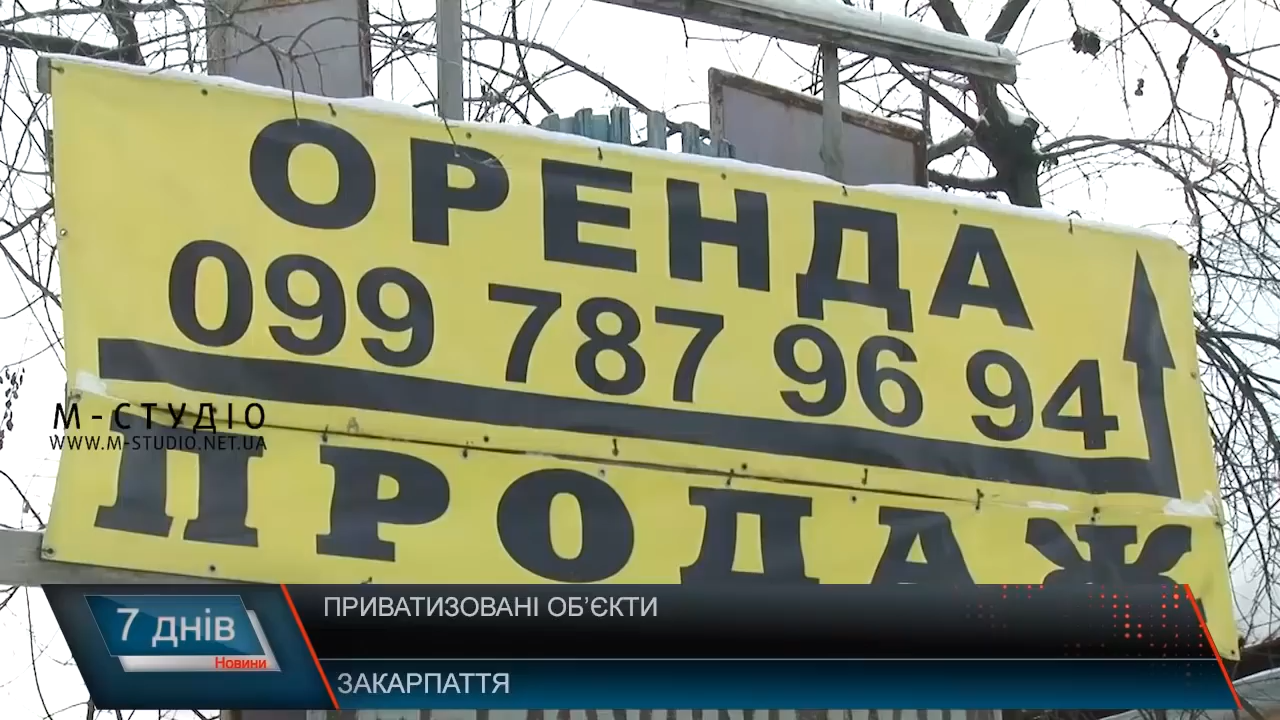 ОРЕНДА
099 787 96 94
М-СТУДІО
WWW.M-STUDIO.NET.UA
ПРОДАЖ
ПРИВАТИЗОВАНІ ОБ’ЄКТИ
7 днів
Новини
ЗАКАРПАТТЯ